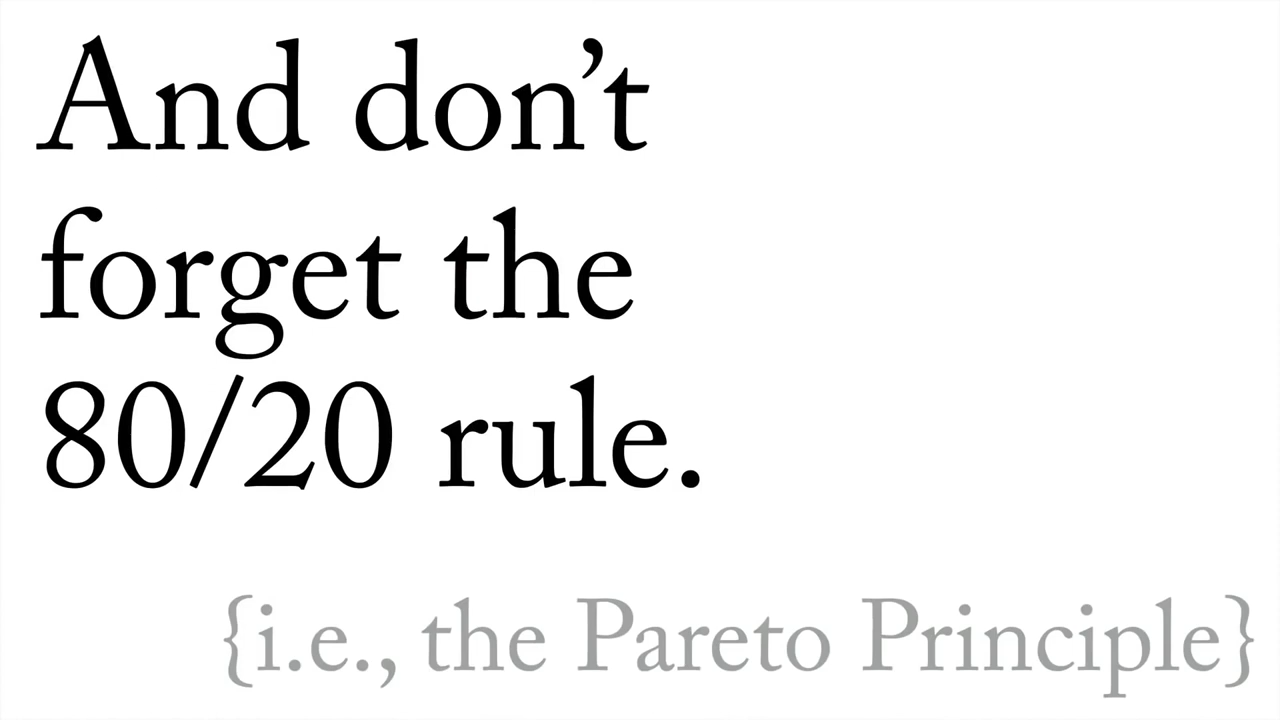 And don’t
forget the
80/20 rule.
{i.e., the Pareto Principle}